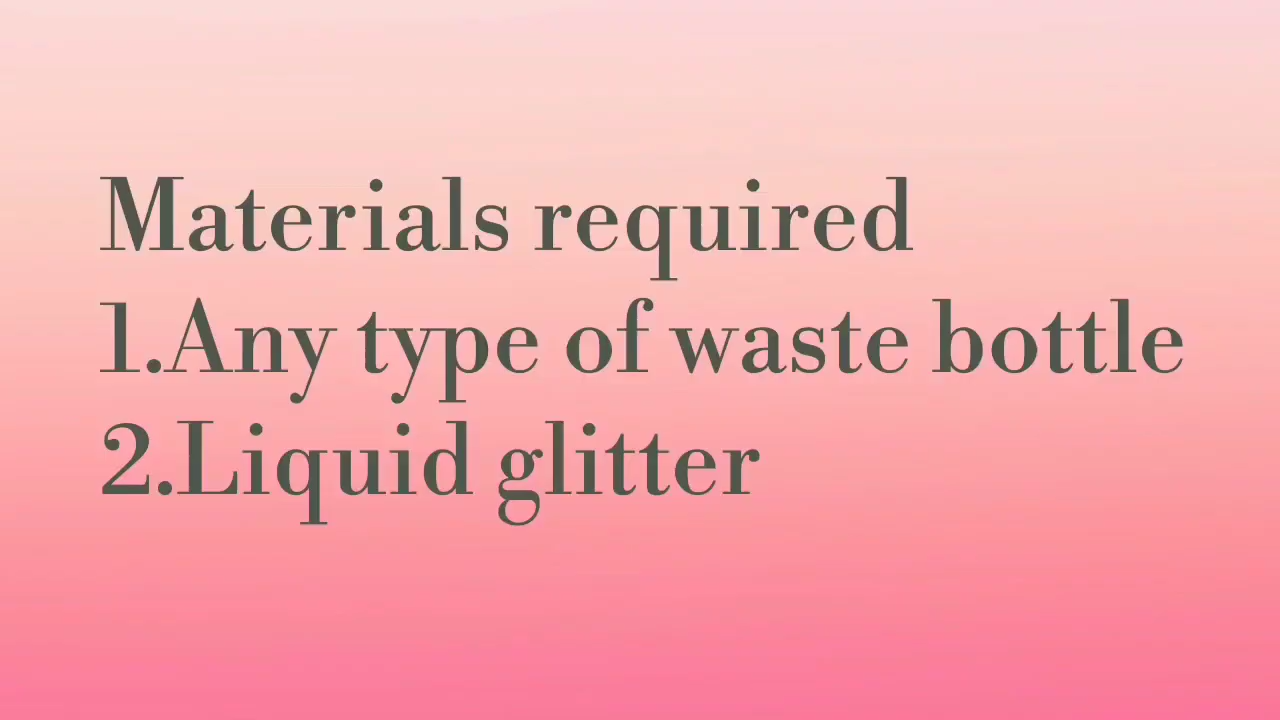 Materials required
1.Any type of waste bottle
2.Liquid glitter